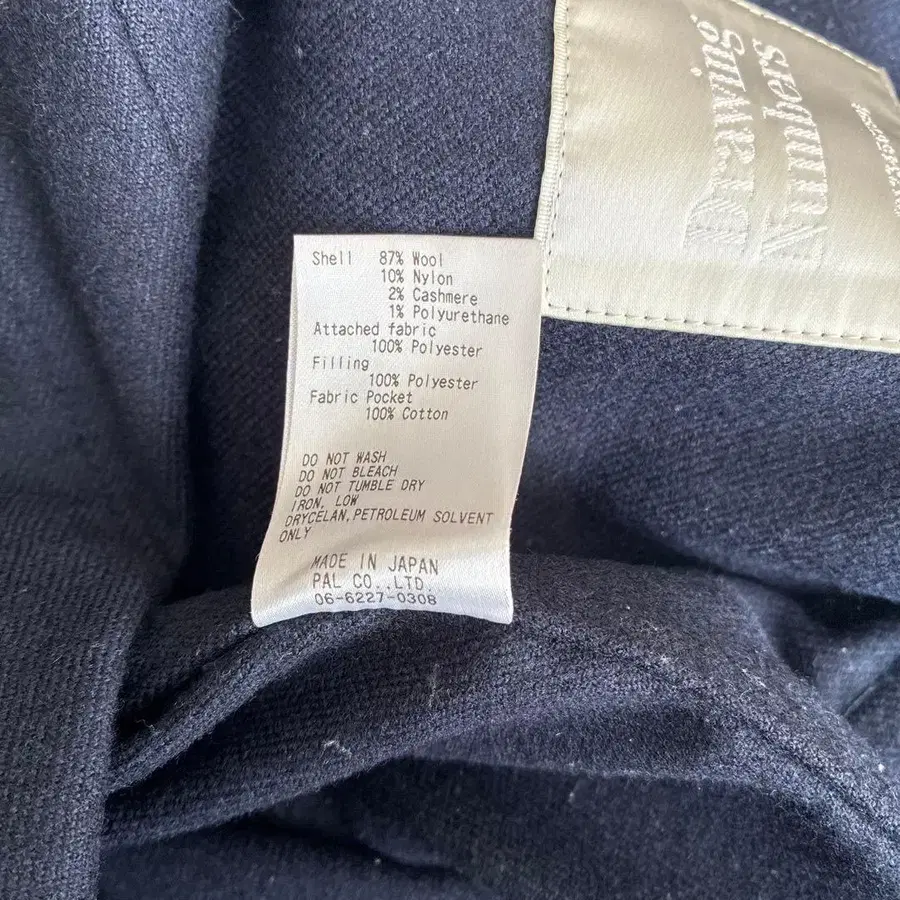 Drawing
Numbers
Shell 87% Wool
10% Nylon
2% Cashmere
1% Polyurethane
Attached fabric
100% Polyester
Filling
100% Polyester
Fabric Pocket
100% Cotton
DO NOT WASH
DO NOT BLEACH
DO NOT TUMBLE DRY
IRON, LOW
DRYCELAN,PETROLEUM SOLVENT
ONLY
MADE IN JAPAN
PAL CO.,LTD
06-6227-0308